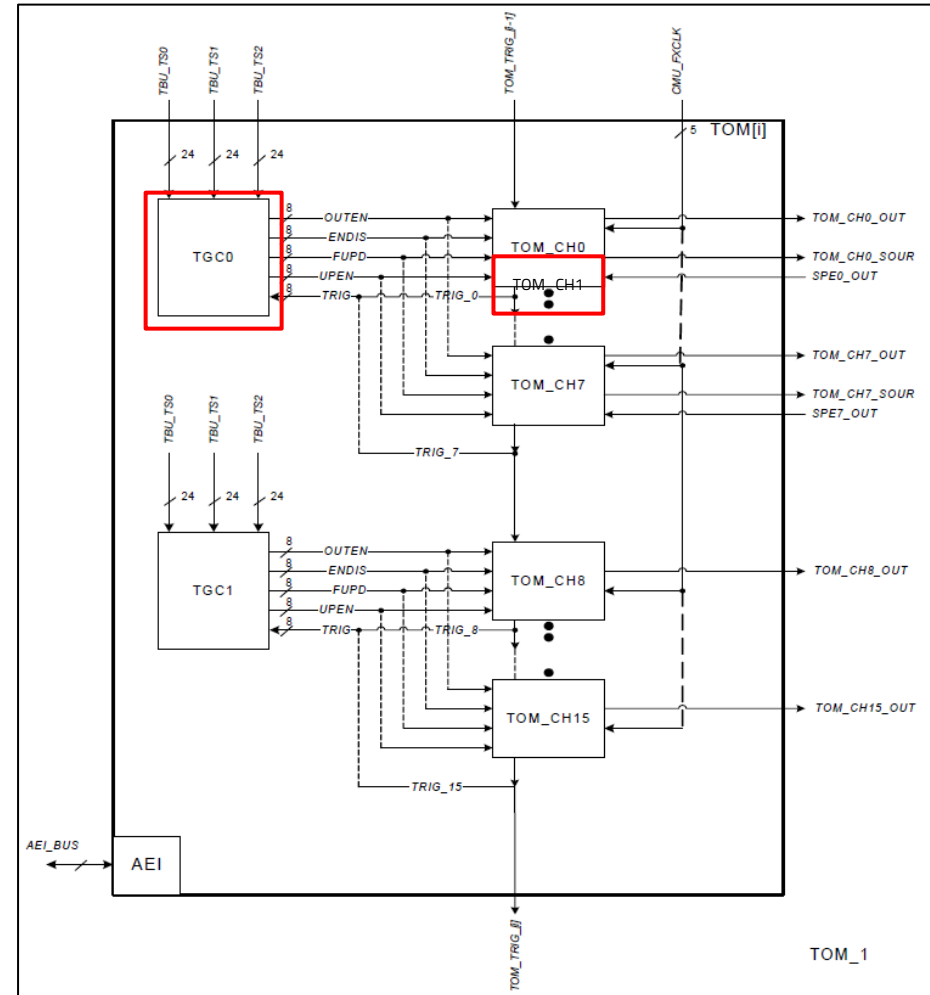 TBU_TS0
TBU_TS1
TBU_TS2
TOM_TRIG_[i-1]
CMU_FXCLK
5
TOM[i]
24
24
24
TGC0
8
OUTEN
8
ENDIS
8
FUPD
8
UPEN
8
TRIG
TRIG_0
TOM_CH0
TOM_CH1
TOM_CH0_OUT
TOM_CH0_SOUR
SPE0_OUT
TOM_CH7
TOM_CH7_OUT
TOM_CH7_SOUR
SPE7_OUT
TRIG_7
TBU_TS0
TBU_TS1
TBU_TS2
24
24
24
TGC1
8
OUTEN
8
ENDIS
8
FUPD
8
UPEN
8
TRIG
TRIG_8
TOM_CH8
TOM_CH8_OUT
TOM_CH15
TOM_CH15_OUT
TRIG_15
AEI_BUS
AEI
TOM_TRIG_[i]
TOM_1